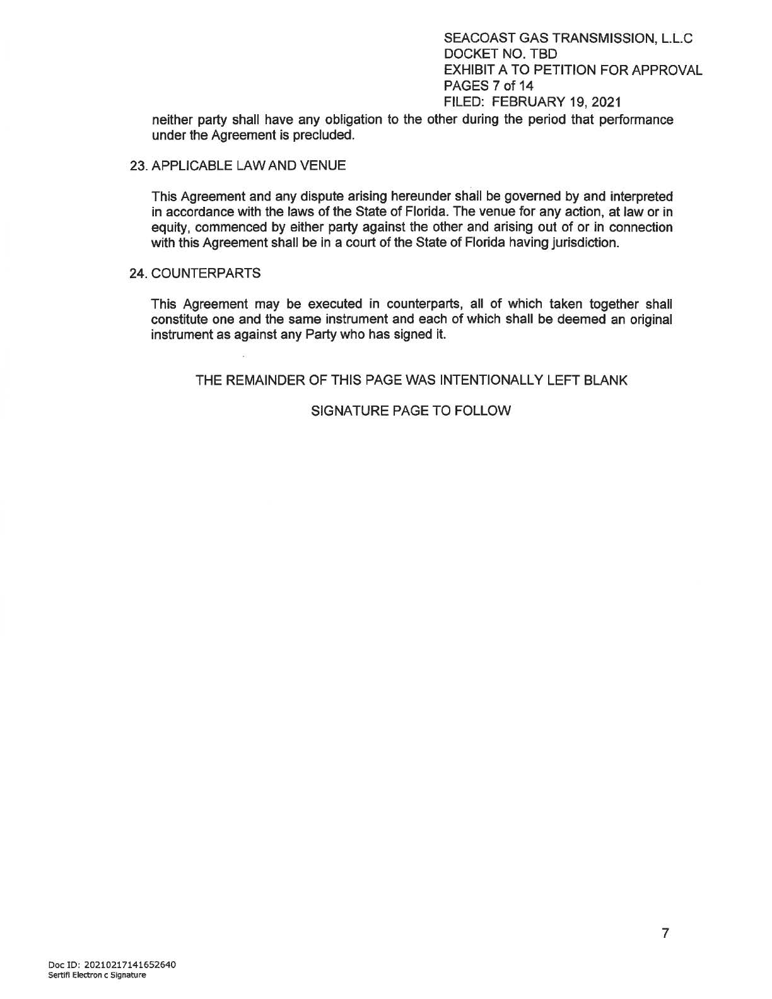 SEACOAST GAS TRANSMISSION, L.L.C
DOCKET NO. TBD
EXHIBIT A TO PETITION FOR APPROVAL
PAGES 7 of 14
FILED: FEBRUARY 19, 2021
neither party shall have any obligation to the other during the period that performance
under the Agreement is precluded.
23. APPLICABLE LAW AND VENUE
This Agreement and any dispute arising hereunder shall be governed by and interpreted
in accordance with the laws of the State of Florida. The venue for any action, at law or in
equity, commenced by either party against the other and arising out of or in connection
with this Agreement shall be in a court of the State of Florida having jurisdiction.
24. COUNTERPARTS
This Agreement may be executed in counterparts, all of which taken together shall
constitute one and the same instrument and each of which shall be deemed an original
instrument as against any Party who has signed it.
THE REMAINDER OF THIS PAGE WAS INTENTIONALLY LEFT BLANK
SIGNATURE PAGE TO FOLLOW
7
Doc ID: 20210217141652640
Sertifi Electron c Signature